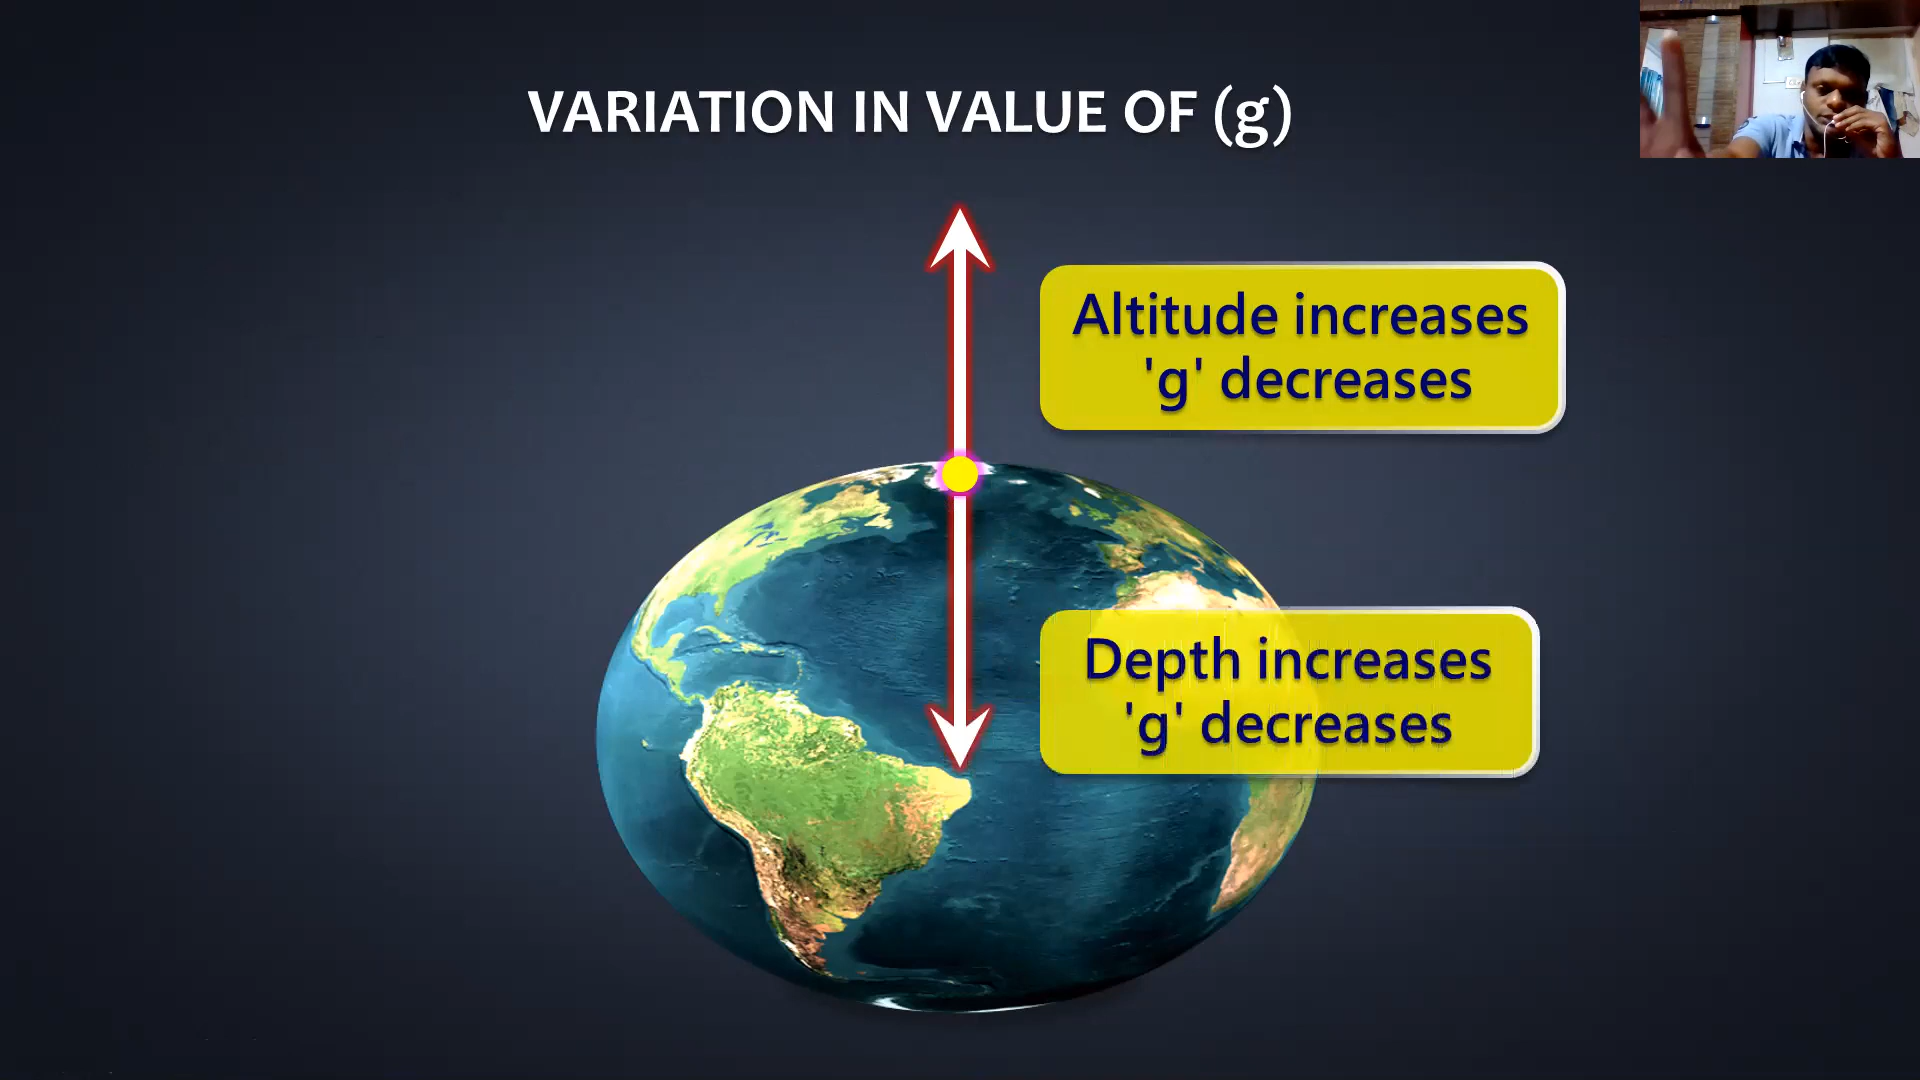 VARIATION IN VALUE OF (g)
Altitude increases
'g' decreases
Depth increases
'g' decreases